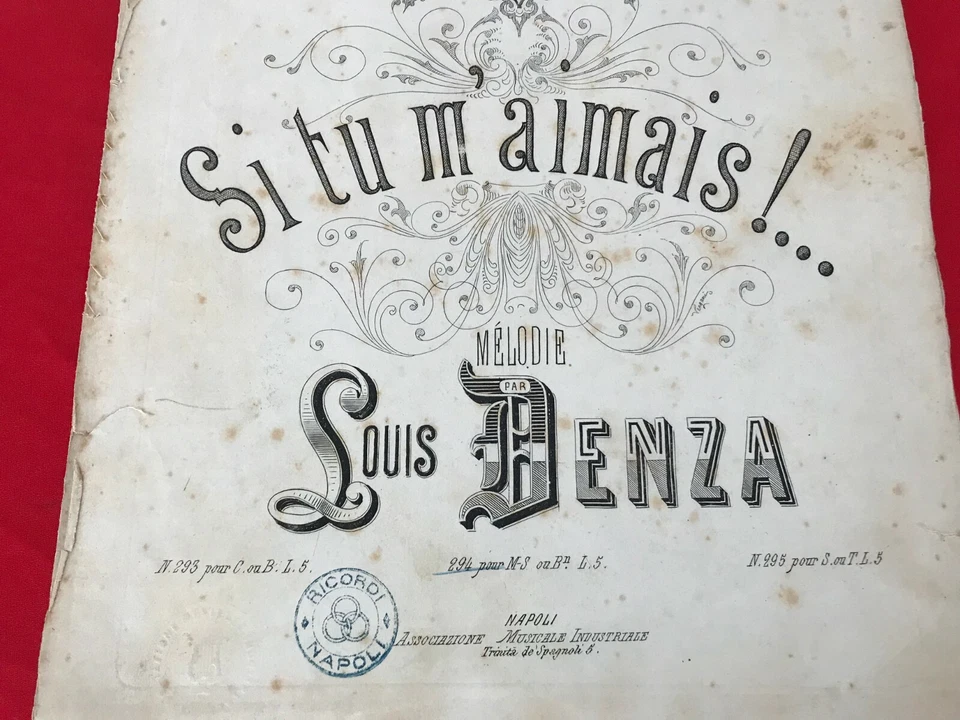 Si tu m'aimais!...
MÉLODIE.
PAR
LOUIS DENZA
N. 293 pour C. ou B. L. 5.
294 pour M-S ou Bn. L. 5.
N. 295 pour S. ou T. L. 5
RICORDI
NAPOLI
NAPOLI
ASSOCIAZIONE MUSICALE INDUSTRIALE
Trinità de' Spagnoli 5.